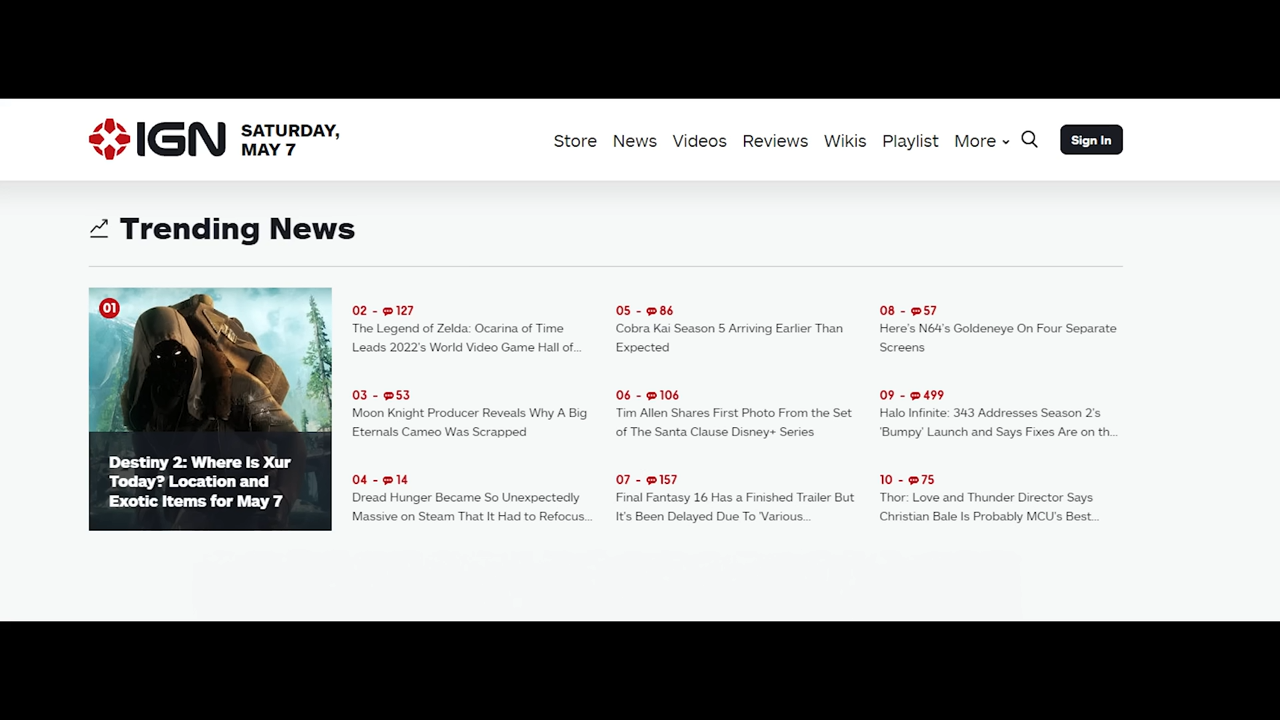 IGN
SATURDAY,
MAY 7
Store News Videos Reviews Wikis Playlist More Sign In
Trending News
01
Destiny 2: Where Is Xur
Today? Location and
Exotic Items for May 7
02 - 127
The Legend of Zelda: Ocarina of Time
Leads 2022's World Video Game Hall of...
03 - 53
Moon Knight Producer Reveals Why A Big
Eternals Cameo Was Scrapped
04 - 14
Dread Hunger Became So Unexpectedly
Massive on Steam That It Had to Refocus...
05 - 86
Cobra Kai Season 5 Arriving Earlier Than
Expected
06 - 106
Tim Allen Shares First Photo From the Set
of The Santa Clause Disney+ Series
07 - 157
Final Fantasy 16 Has a Finished Trailer But
It's Been Delayed Due To 'Various...
08 - 57
Here's N64's Goldeneye On Four Separate
Screens
09 - 499
Halo Infinite: 343 Addresses Season 2's
'Bumpy' Launch and Says Fixes Are on th...
10 - 75
Thor: Love and Thunder Director Says
Christian Bale Is Probably MCU's Best...